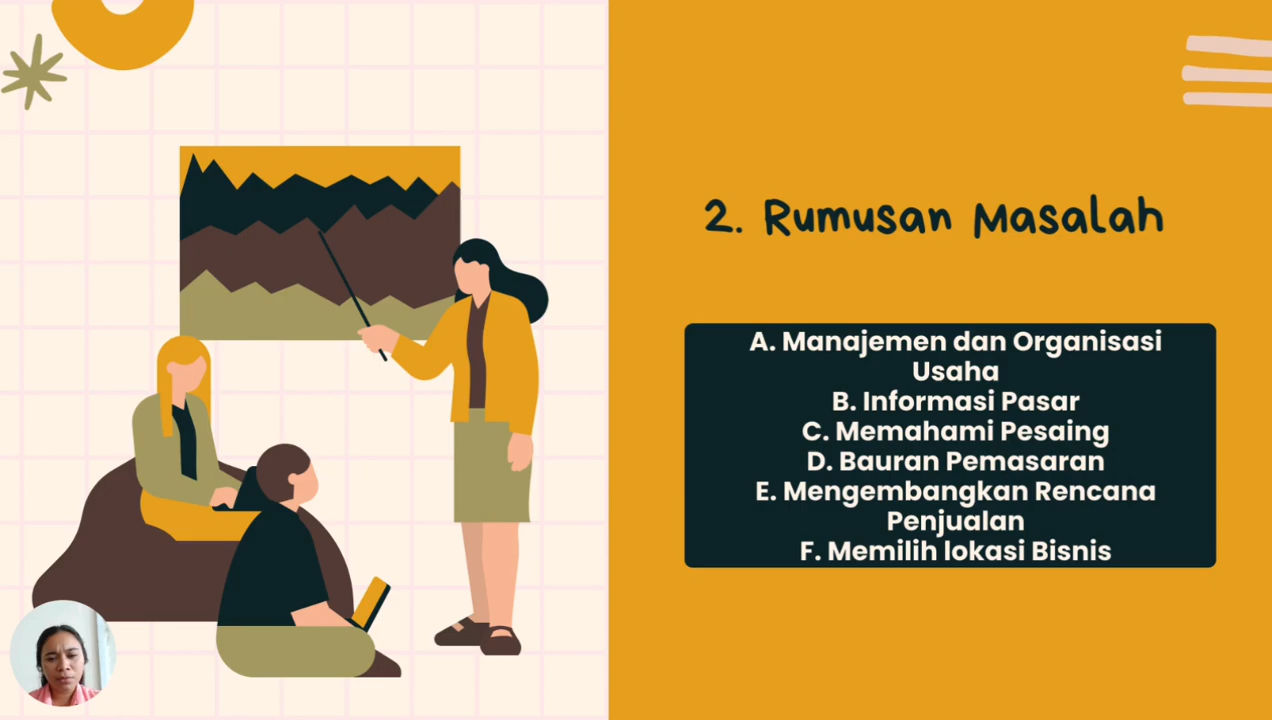 2. Rumusan Masalah
A. Manajemen dan Organisasi
Usaha
B. Informasi Pasar
C. Memahami Pesaing
D. Bauran Pemasaran
E. Mengembangkan Rencana
Penjualan
F. Memilih lokasi Bisnis